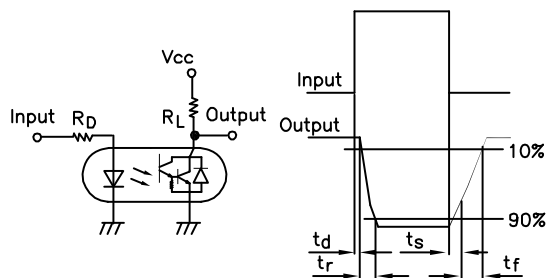 Vcc
Input
RD
RL
Output
Input
Output
10%
90%
td
ts
tr
tf